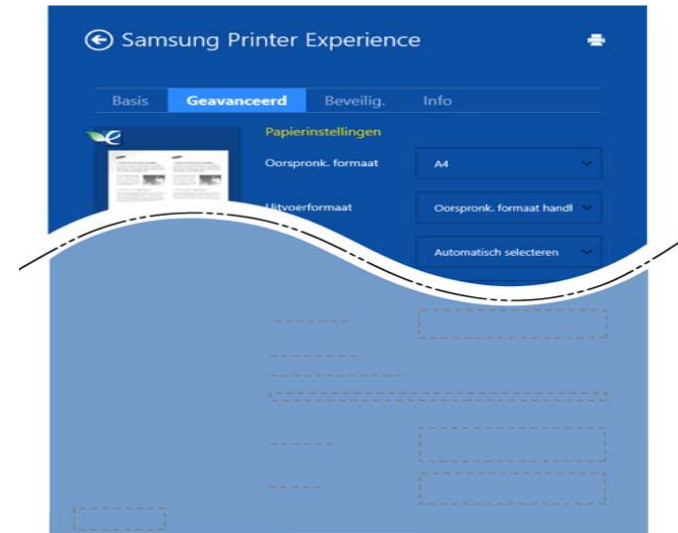 Samsung Printer Experience
Basis Geavanceerd Beveilig. Info
Papierinstellingen
Oorspronk. formaat A4
Uitvoerformaat Oorspronk. formaat handl
Automatisch selecteren